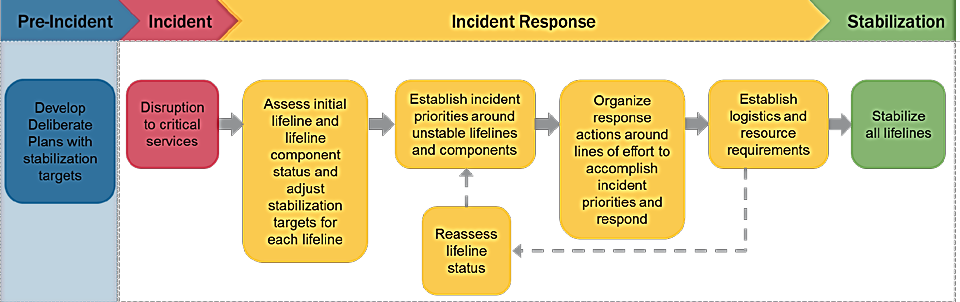 Pre-Incident
Incident
Incident Response
Stabilization
Develop
Deliberate
Plans with
stabilization
targets
Disruption
to critical
services
Assess initial
lifeline and
lifeline
component
status and
adjust
stabilization
targets for
each lifeline
Establish incident
priorities around
unstable lifelines
and components
Organize
response
actions around
lines of effort to
accomplish
incident
priorities and
respond
Establish
logistics and
resource
requirements
Stabilize
all lifelines
Reassess
lifeline
status